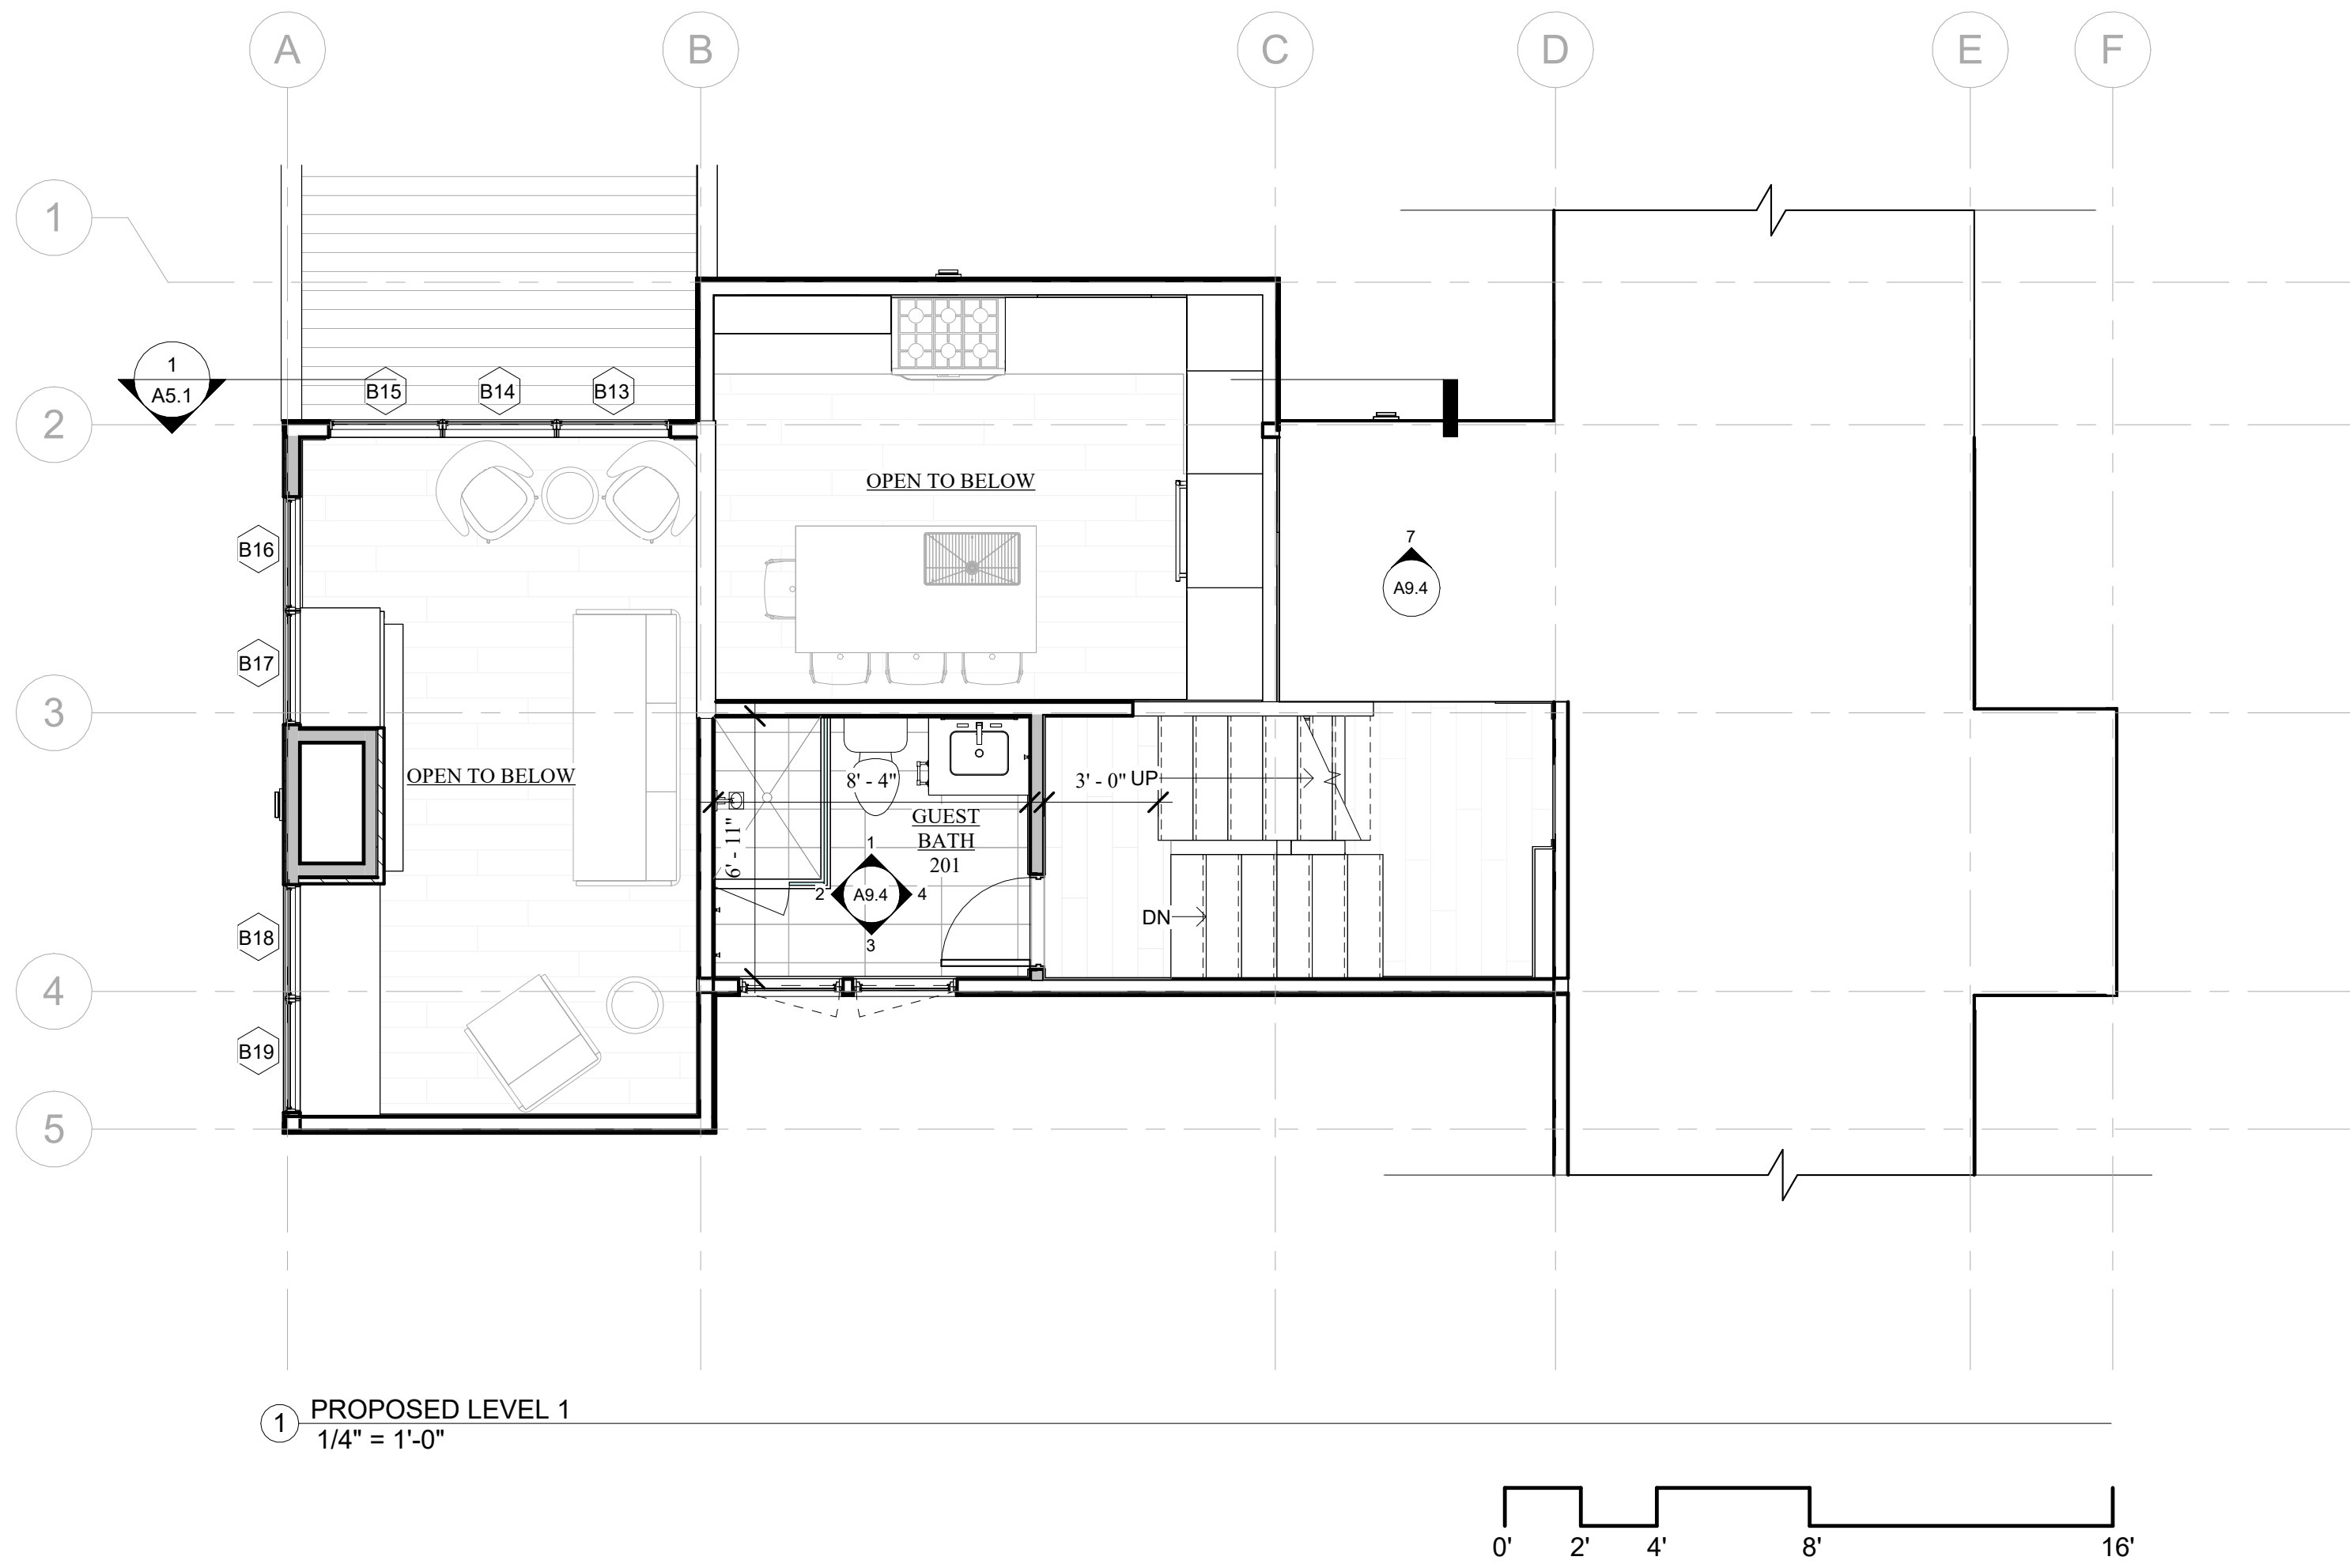 A
B
C
D
E
F
1
2
3
4
5
1
A5.1
B15
B14
B13
B16
B17
B18
B19
OPEN TO BELOW
OPEN TO BELOW
7
A9.4
8' - 4"
6' - 11"
3' - 0"
UP
DN
GUEST
BATH
201
1
2
A9.4
4
3
1
PROPOSED LEVEL 1
1/4" = 1'-0"
0'
2'
4'
8'
16'